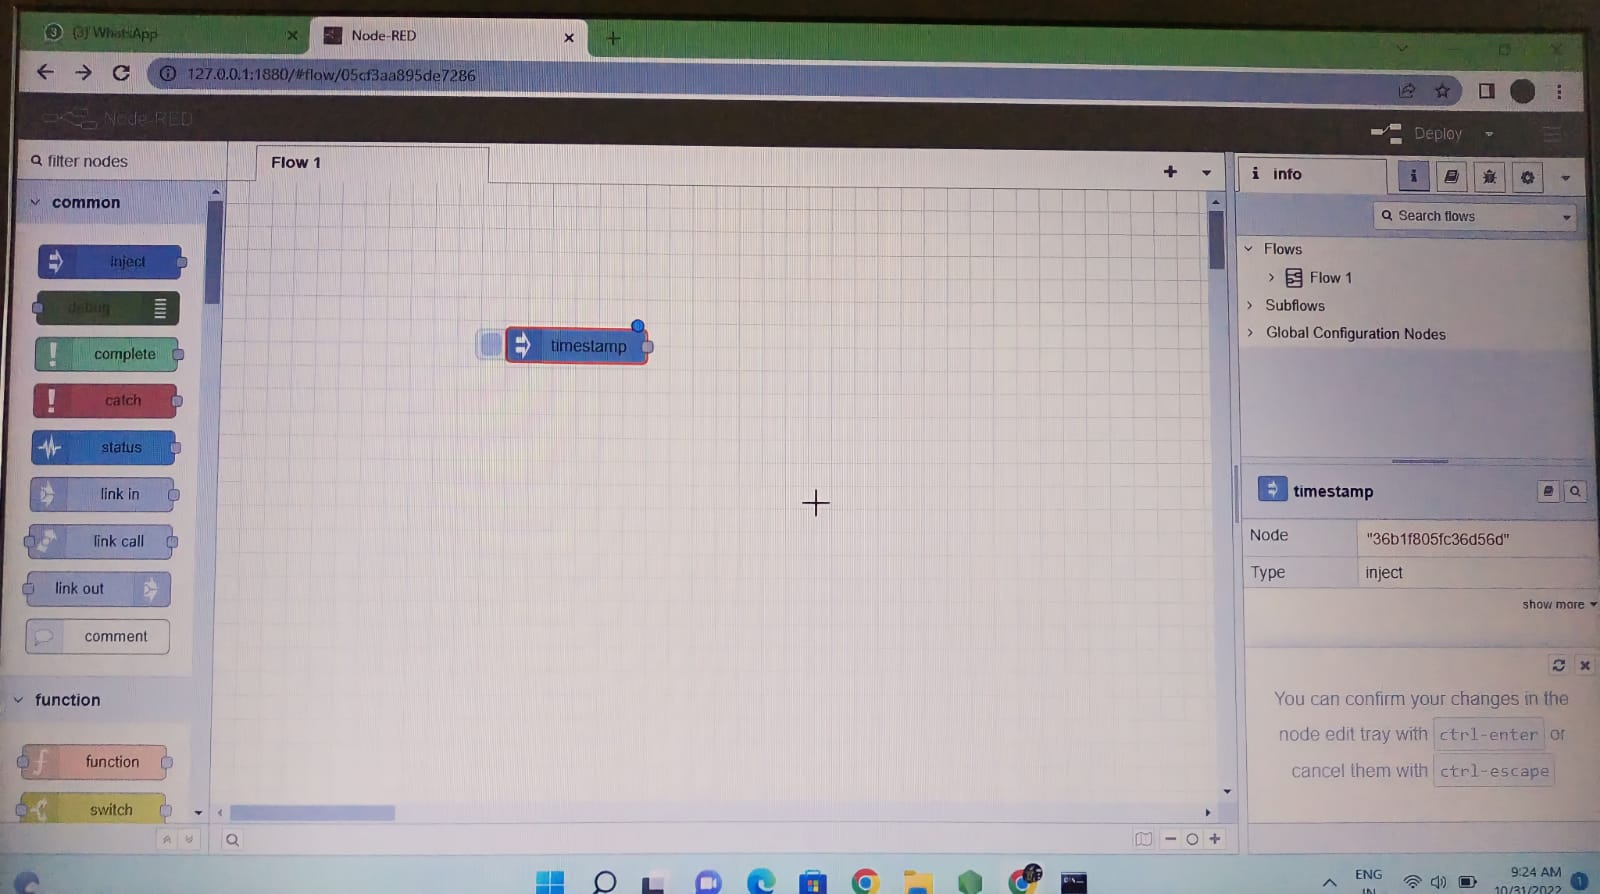 (3) WhatsApp
Node-RED
127.0.0.1:1880/#flow/05cf3aa895de7286
Node-RED
Deploy
filter nodes
Flow 1
info
common
Search flows
inject
debug
complete
catch
status
link in
link call
link out
comment
function
function
switch
timestamp
Flows
Flow 1
Subflows
Global Configuration Nodes
timestamp
Node "36b1f805fc36d56d"
Type inject
show more
You can confirm your changes in the
node edit tray with ctrl-enter or
cancel them with ctrl-escape
ENG
IN
9:24 AM
10/31/2022
1